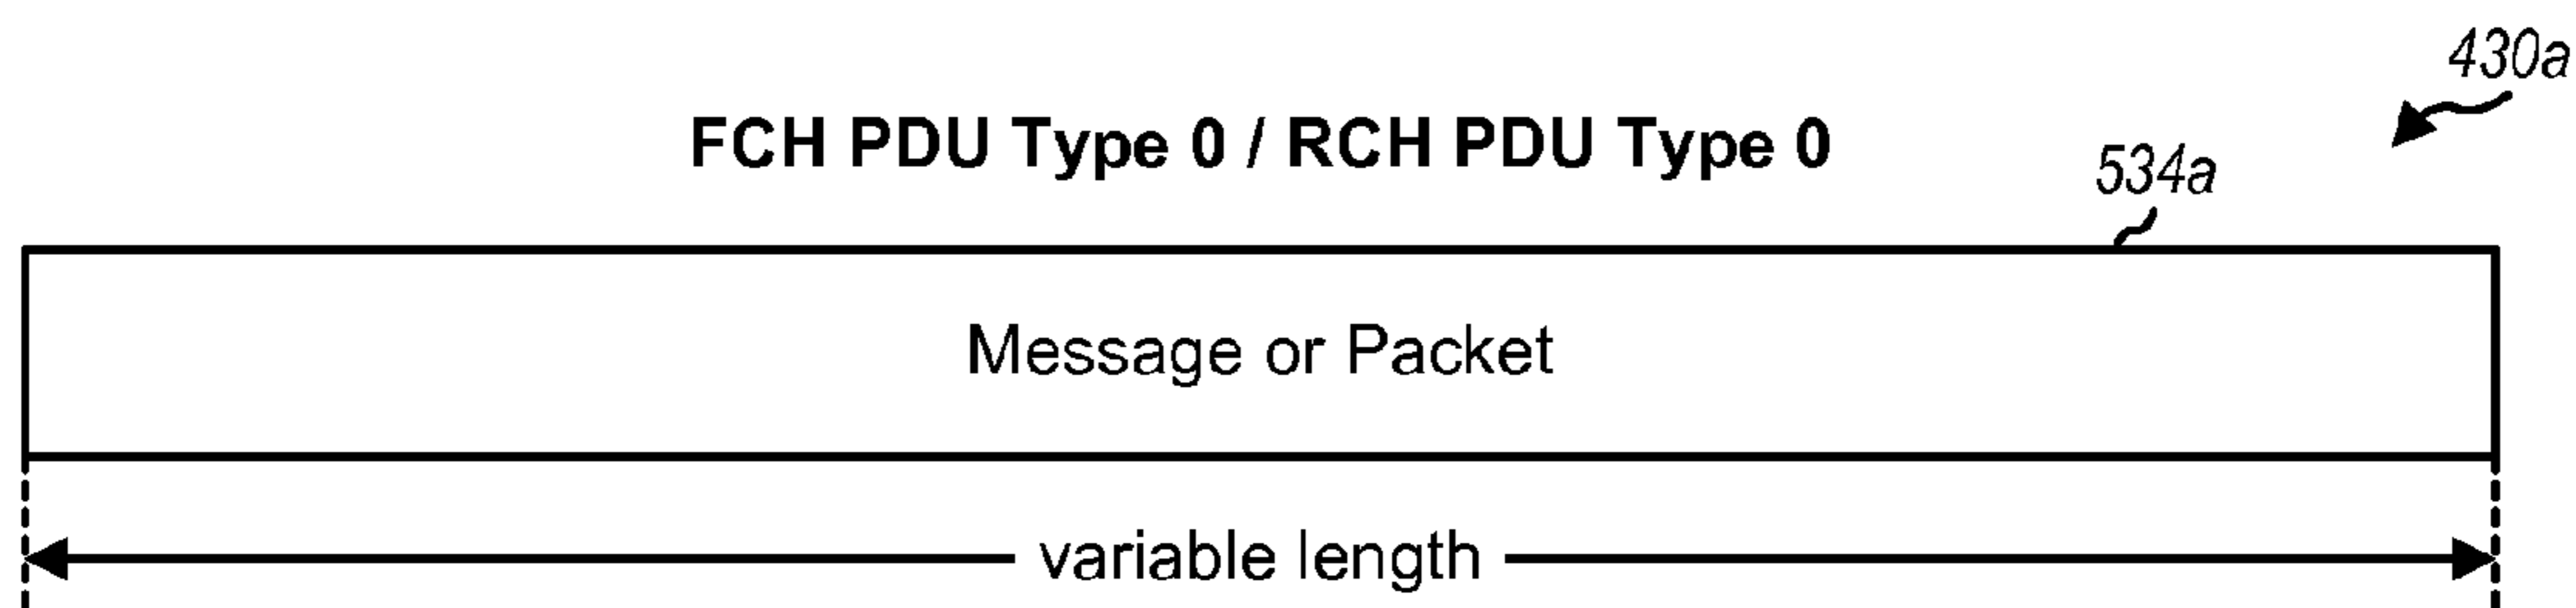 430a
FCH PDU Type 0 / RCH PDU Type 0
534a
Message or Packet
variable length